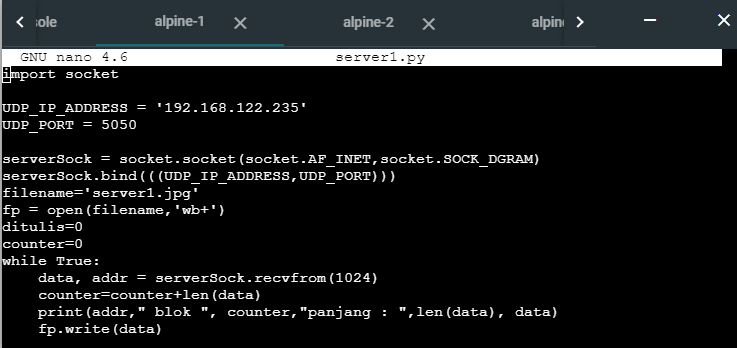 sole alpine-1 alpine-2 alpin
GNU nano 4.6 server1.py
import socket
UDP_IP_ADDRESS = '192.168.122.235'
UDP_PORT = 5050
serverSock = socket.socket(socket.AF_INET,socket.SOCK_DGRAM)
serverSock.bind(((UDP_IP_ADDRESS,UDP_PORT)))
filename='server1.jpg'
fp = open(filename,'wb+')
ditulis=0
counter=0
while True:
    data, addr = serverSock.recvfrom(1024)
    counter=counter+len(data)
    print(addr," blok ", counter,"panjang : ",len(data), data)
    fp.write(data)